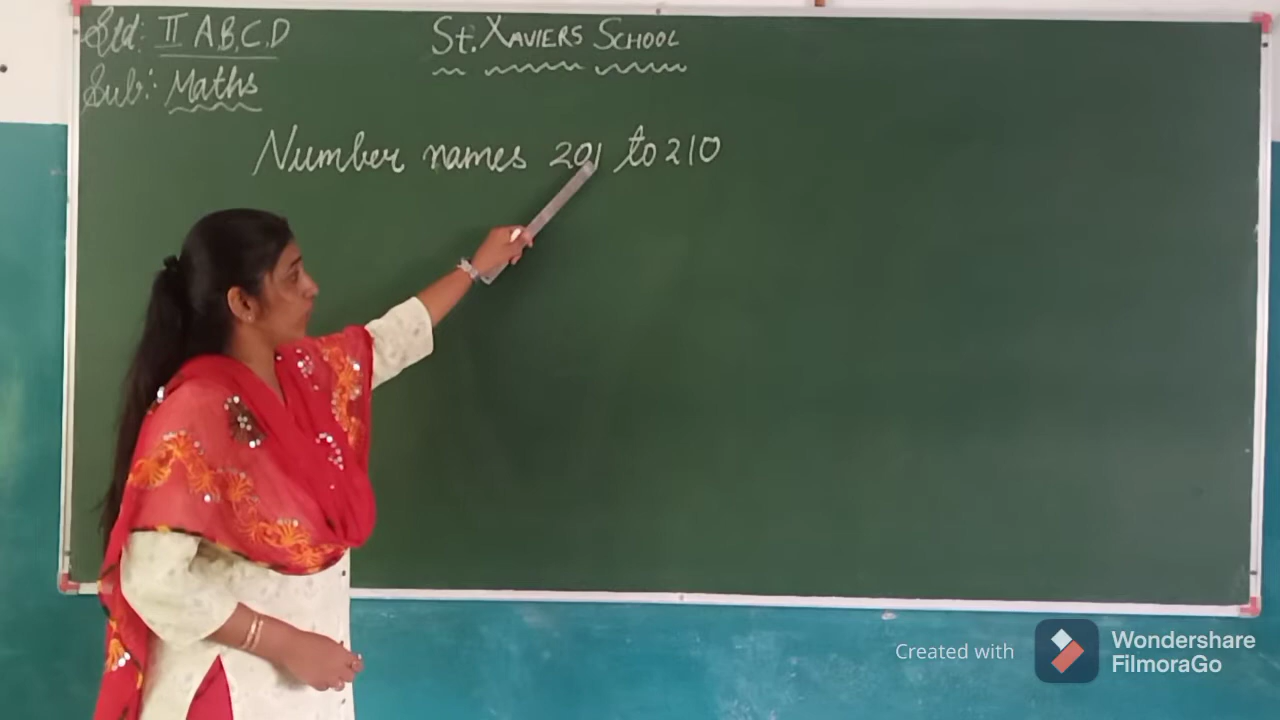 Std: II A,B,C,D
St. XAVIERS SCHOOL
Sub: Maths
Number names 201 to 210
Created with
Wondershare
FilmoraGo